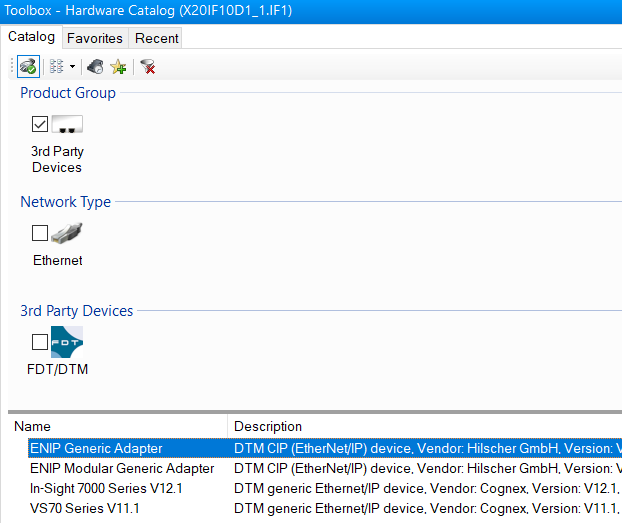 Toolbox - Hardware Catalog (X20IF10D1_1.IF1)
Catalog Favorites Recent
Product Group
3rd Party
Devices
Network Type
Ethernet
3rd Party Devices
FDT
FDT/DTM
Name Description
ENIP Generic Adapter DTM CIP (EtherNet/IP) device, Vendor: Hilscher GmbH, Version: V
ENIP Modular Generic Adapter DTM CIP (EtherNet/IP) device, Vendor: Hilscher GmbH, Version: V
In-Sight 7000 Series V12.1 DTM generic Ethernet/IP device, Vendor: Cognex, Version: V12.1,
VS70 Series V11.1 DTM generic Ethernet/IP device, Vendor: Cognex, Version: V11.1,